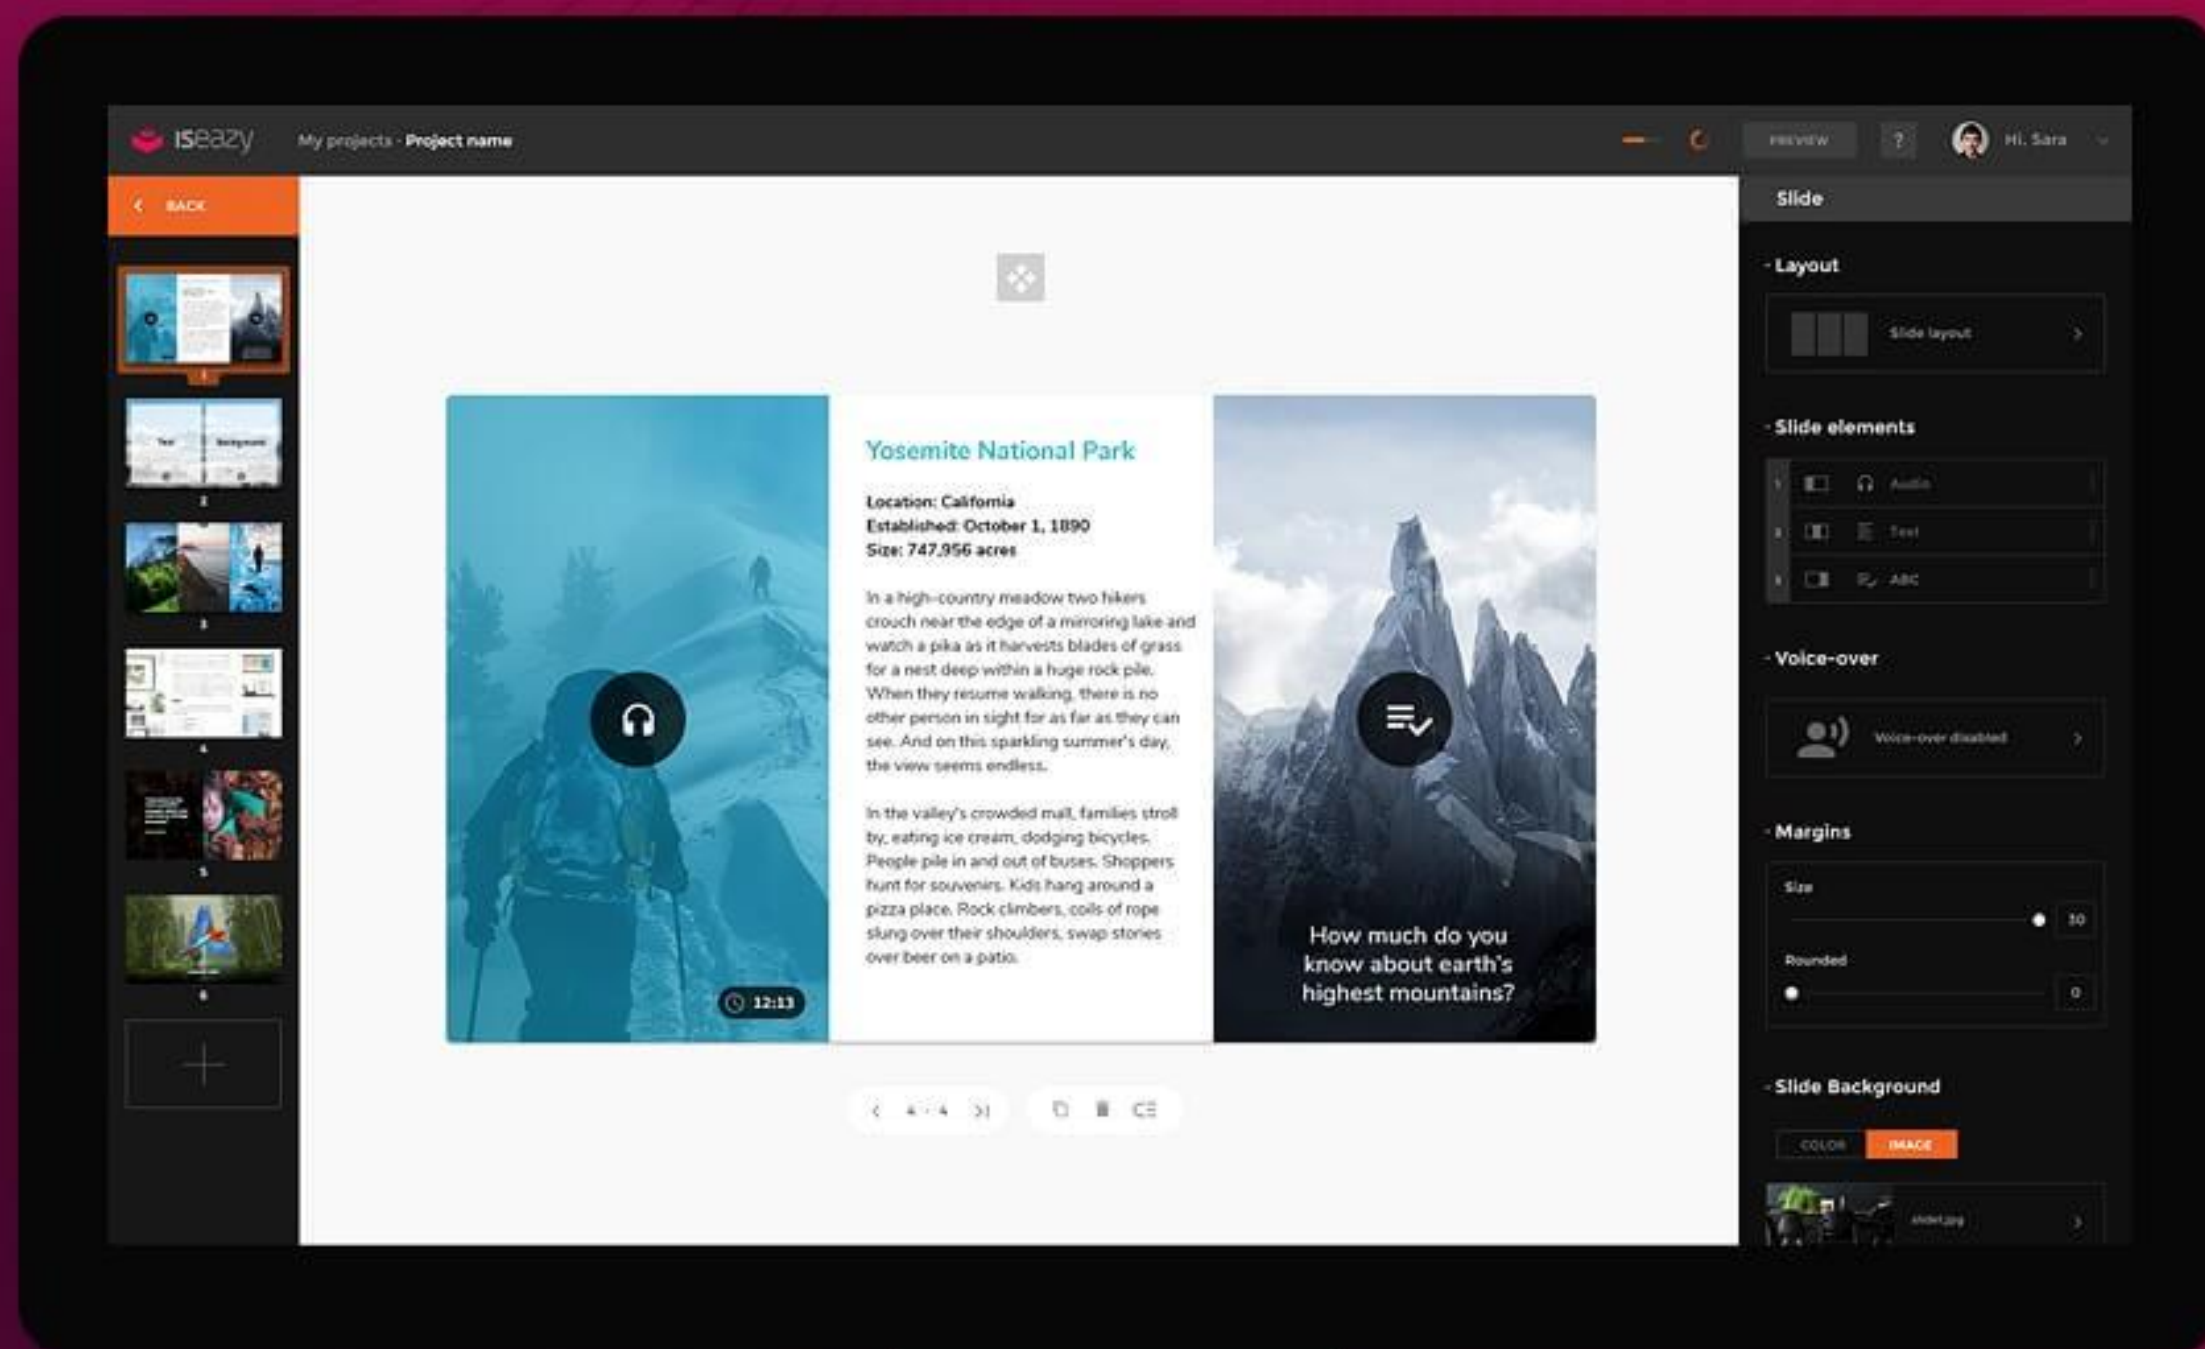 ISeazy
My projects - Project name
PREVIEW
?
Hi, Sara
BACK
1
2
3
4
5
6
Text
Background
Yosemite National Park
Location: California
Established: October 1, 1890
Size: 747,956 acres
In a high-country meadow two hikers
crouch near the edge of a mirroring lake and
watch a pika as it harvests blades of grass
for a nest deep within a huge rock pile.
When they resume walking, there is no
other person in sight for as far as they can
see. And on this sparkling summer's day,
the view seems endless.
In the valley's crowded mall, families stroll
by, eating ice cream, dodging bicycles.
People pile in and out of buses. Shoppers
hunt for souvenirs. Kids hang around a
pizza place. Rock climbers, coils of rope
slung over their shoulders, swap stories
over beer on a patio.
12:13
How much do you
know about earth's
highest mountains?
4 - 4
Slide
- Layout
Slide layout
- Slide elements
1 Audio
2 Text
3 ABC
- Voice-over
Voice-over disabled
- Margins
Size
30
Rounded
0
- Slide Background
COLOR
IMAGE